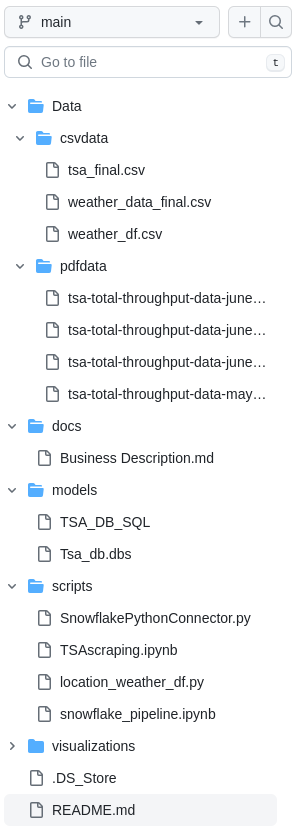 main
Go to file
t
Data
csvdata
tsa_final.csv
weather_data_final.csv
weather_df.csv
pdfdata
tsa-total-throughput-data-june…
tsa-total-throughput-data-june…
tsa-total-throughput-data-june…
tsa-total-throughput-data-may…
docs
Business Description.md
models
TSA_DB_SQL
Tsa_db.dbs
scripts
SnowflakePythonConnector.py
TSAscraping.ipynb
location_weather_df.py
snowflake_pipeline.ipynb
visualizations
.DS_Store
README.md